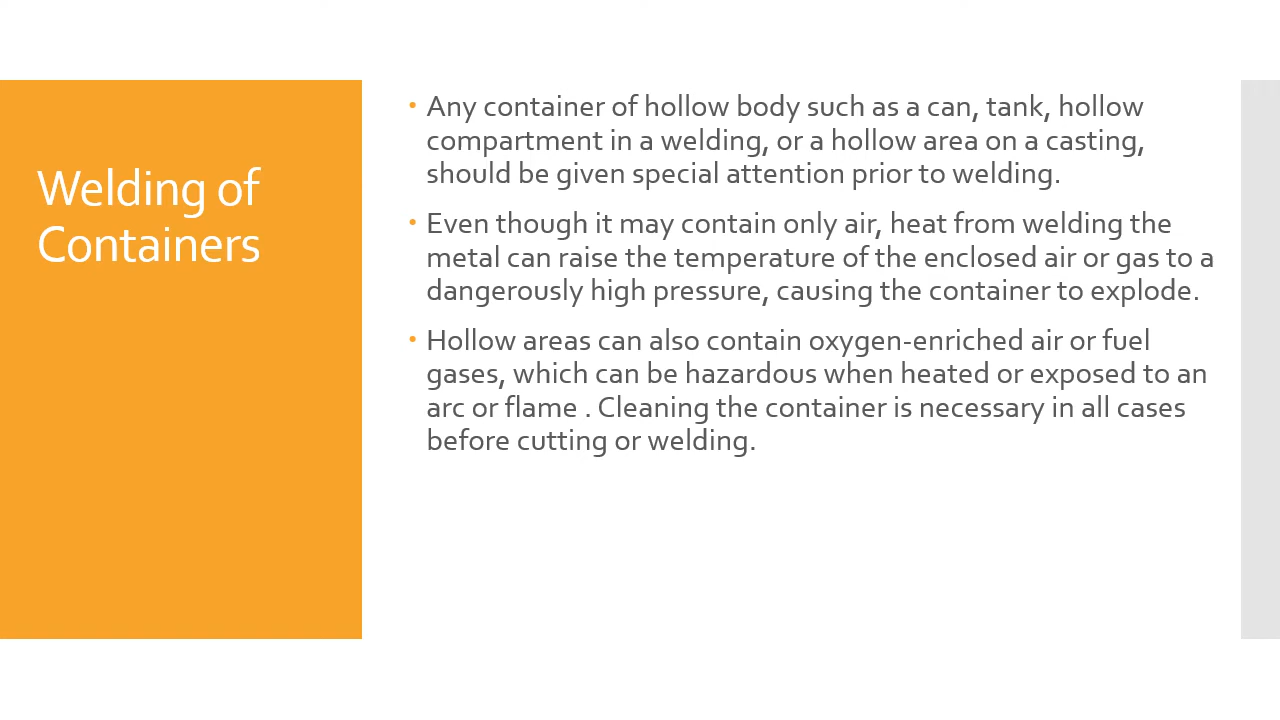 Welding of
Containers
• Any container of hollow body such as a can, tank, hollow
compartment in a welding, or a hollow area on a casting,
should be given special attention prior to welding.
• Even though it may contain only air, heat from welding the
metal can raise the temperature of the enclosed air or gas to a
dangerously high pressure, causing the container to explode.
• Hollow areas can also contain oxygen-enriched air or fuel
gases, which can be hazardous when heated or exposed to an
arc or flame . Cleaning the container is necessary in all cases
before cutting or welding.